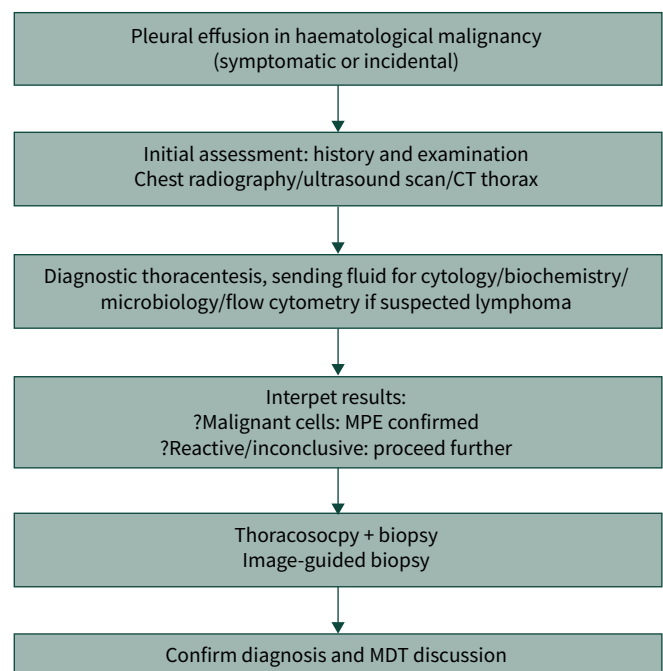 Pleural effusion in haematological malignancy
(symptomatic or incidental)
Initial assessment: history and examination
Chest radiography/ultrasound scan/CT thorax
Diagnostic thoracentesis, sending fluid for cytology/biochemistry/
microbiology/flow cytometry if suspected lymphoma
Interpet results:
?Malignant cells: MPE confirmed
?Reactive/inconclusive: proceed further
Thoracosocpy + biopsy
Image-guided biopsy
Confirm diagnosis and MDT discussion